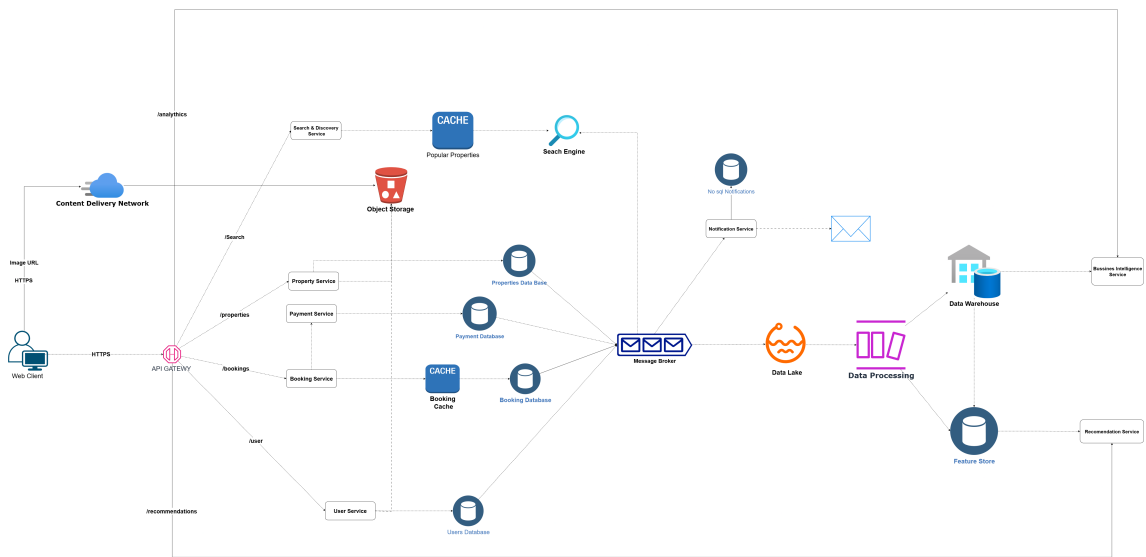 /analythics
Search & Discovery
Service
CACHE
Popular Properties
Seach Engine
Content Delivery Network
Object Storage
No sql Notifications
Notification Service
/Search
Image URL
HTTPS
Property Service
Properties Data Base
Bussines Intelligence
Service
Data Warehouse
/properties
Payment Service
Payment Database
HTTPS
Web Client
API GATEWY
Message Broker
Data Lake
Data Processing
/bookings
Booking Service
CACHE
Booking
Cache
Booking Database
/user
Recomendation Service
Feature Store
/recommendations
User Service
Users Database